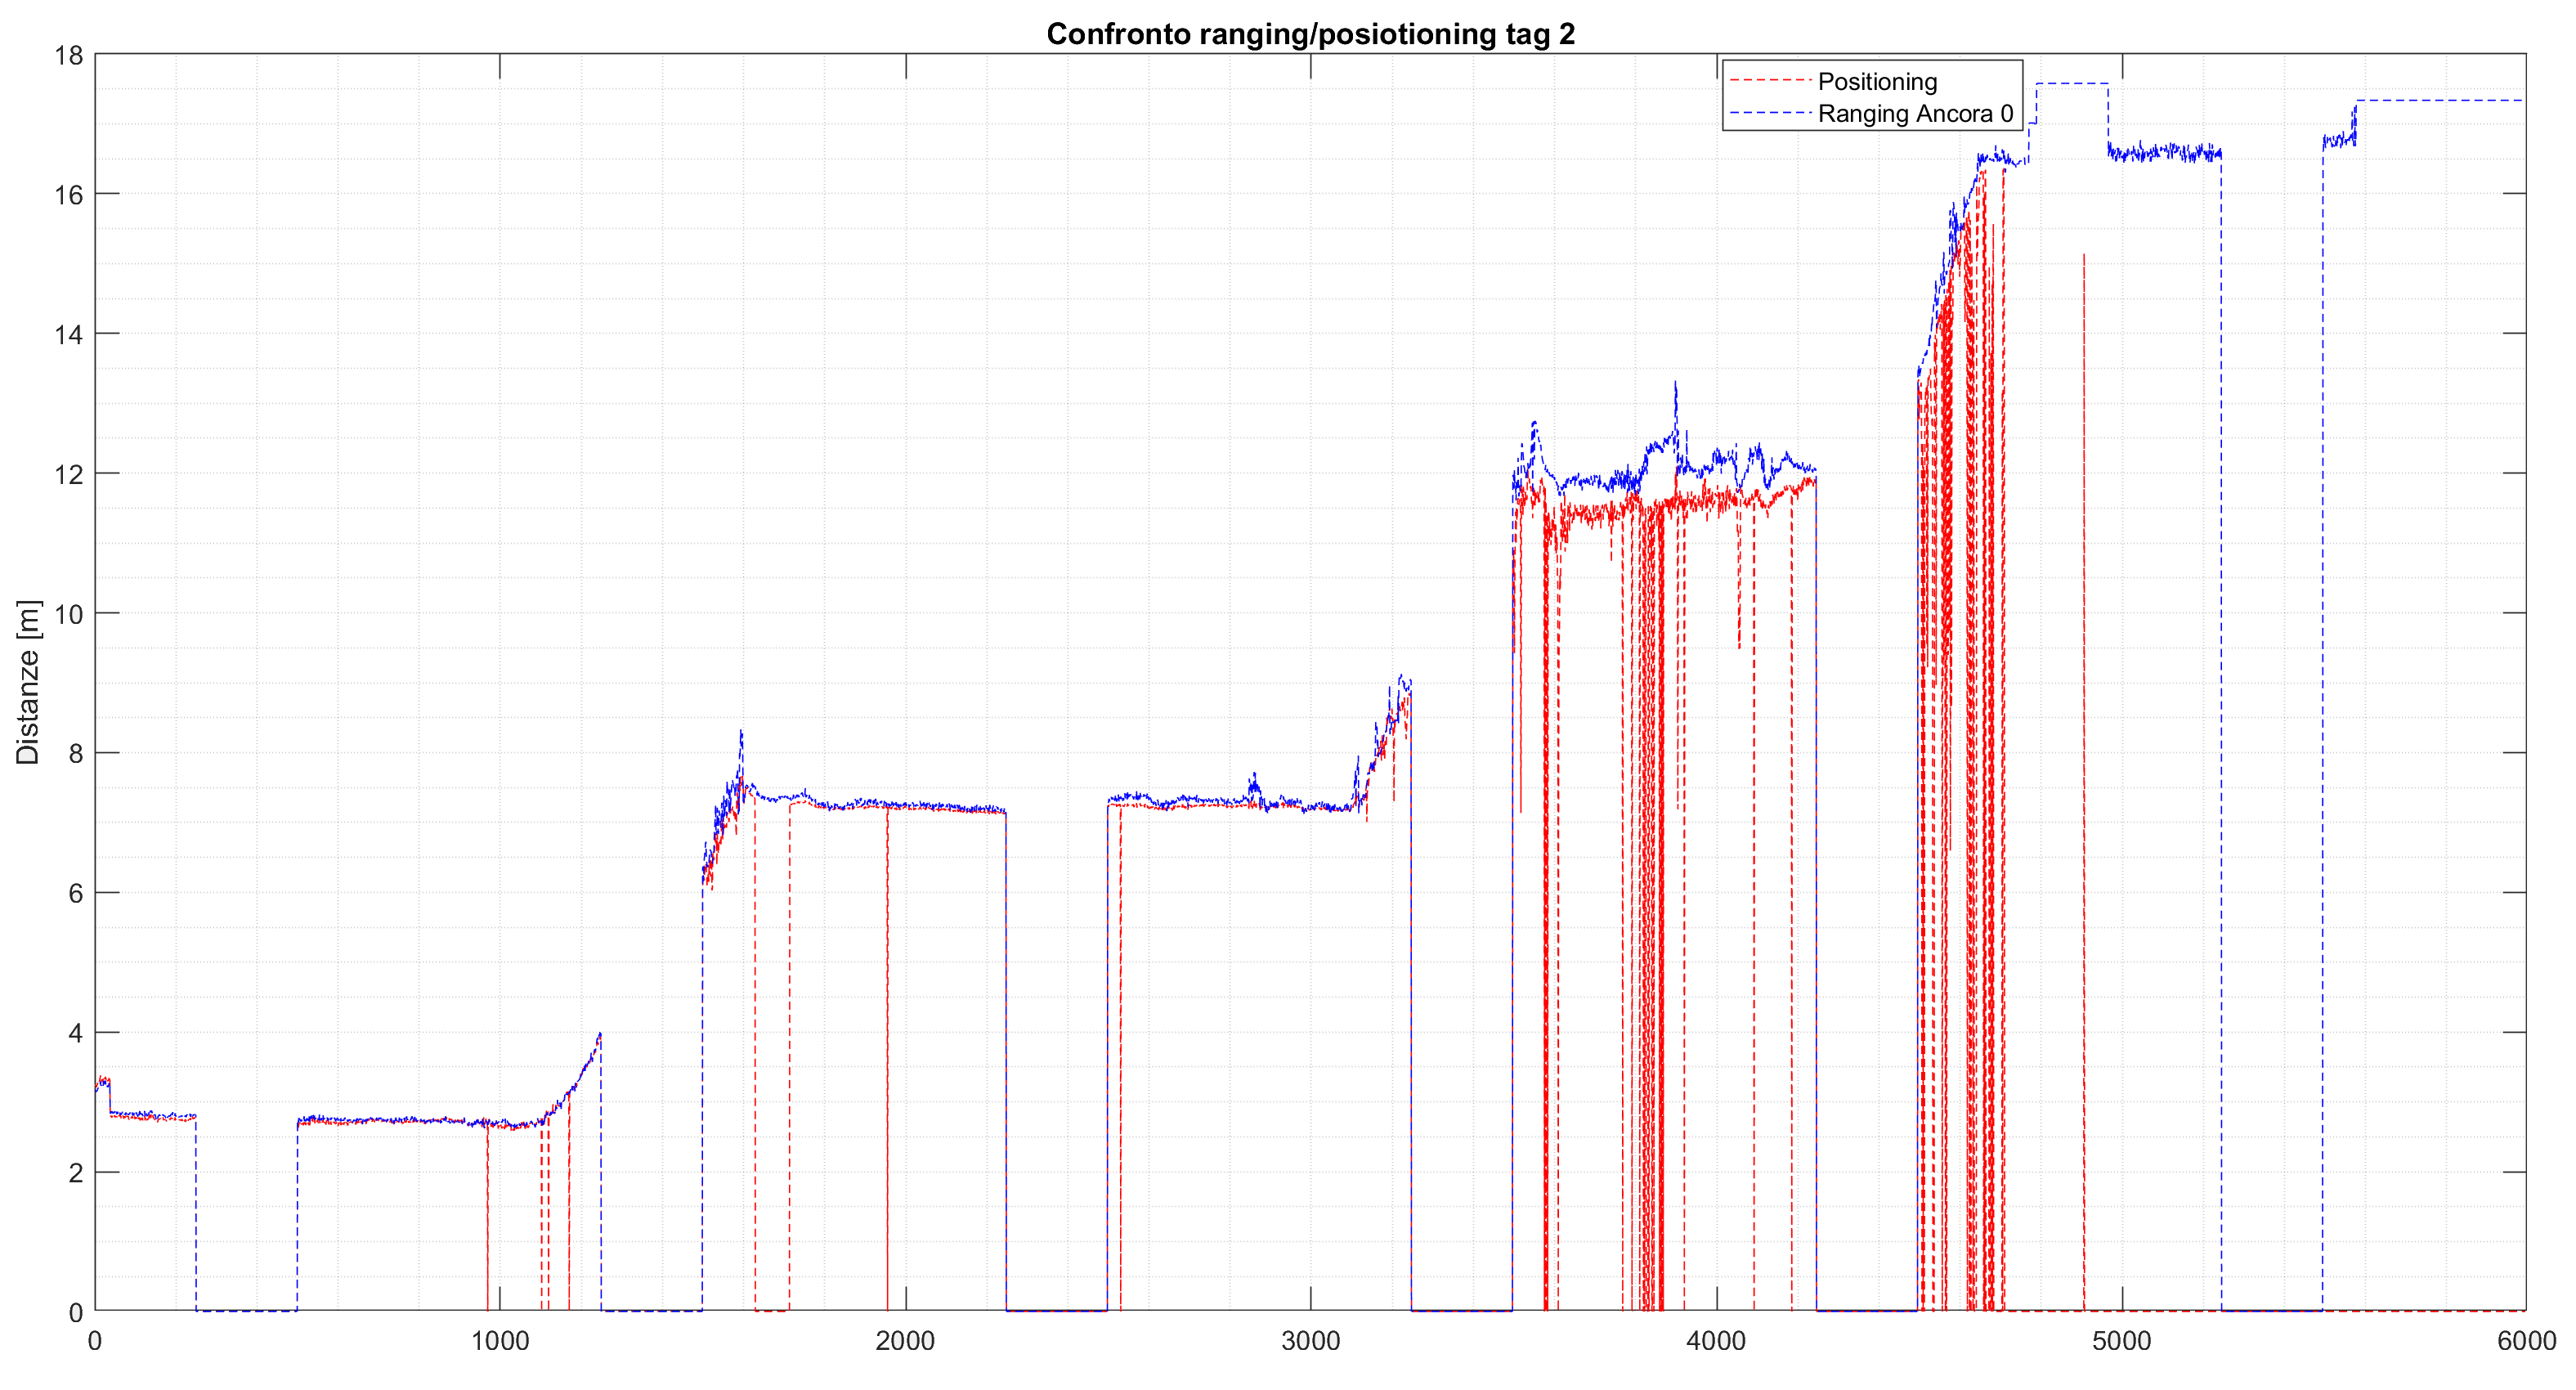 Confronto ranging/posiotioning tag 2
18
16
14
12
10
8
6
4
2
0
Distanze [m]
Positioning
Ranging Ancora 0
0 1000 2000 3000 4000 5000 6000